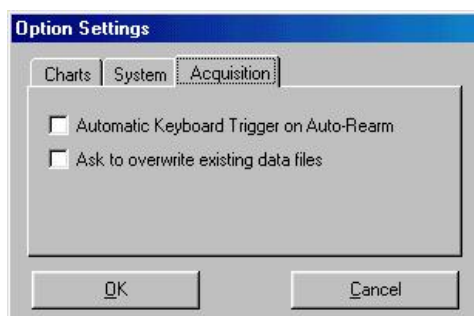 Option Settings
Charts System Acquisition
Automatic Keyboard Trigger on Auto-Rearm
Ask to overwrite existing data files
OK Cancel